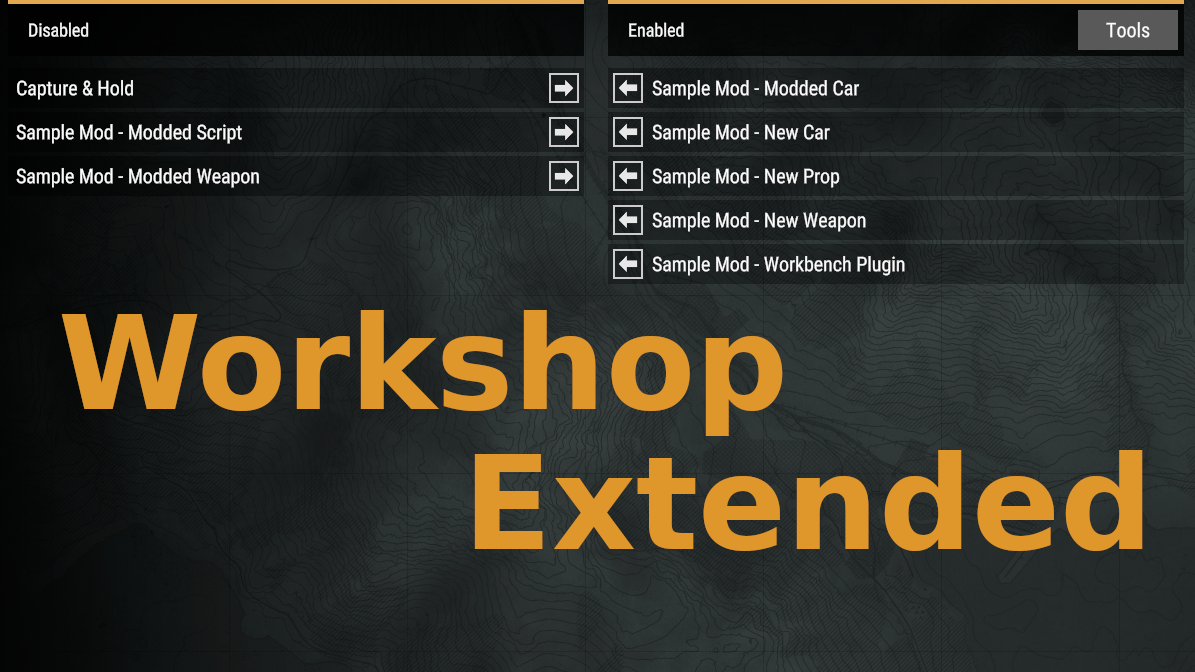 Disabled
Enabled
Tools
Capture & Hold
Sample Mod - Modded Script
Sample Mod - Modded Weapon
Sample Mod - Modded Car
Sample Mod - New Car
Sample Mod - New Prop
Sample Mod - New Weapon
Sample Mod - Workbench Plugin
Workshop
Extended